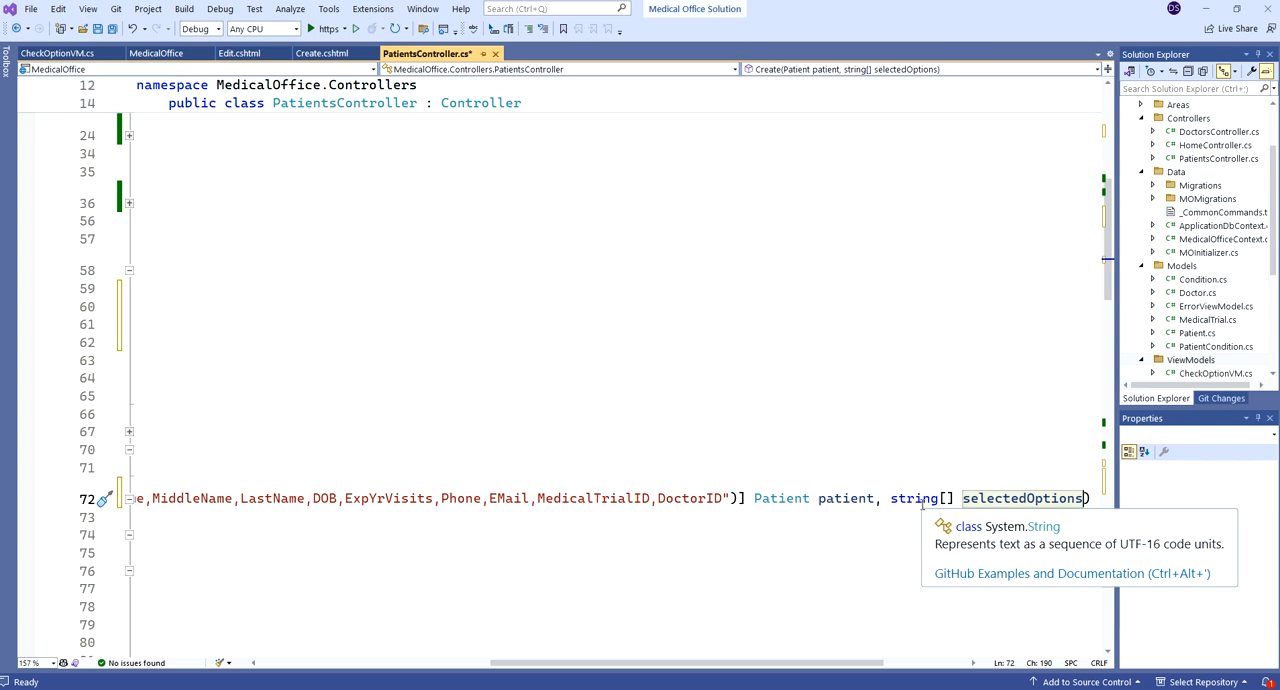 File Edit View Git Project Build Debug Test Analyze Tools Extensions Window Help Search (Ctrl+Q) Medical Office Solution DS
Debug Any CPU https Live Share
CheckOptionVM.cs MedicalOffice Edit.cshtml Create.cshtml PatientsController.cs*
MedicalOffice MedicalOffice.Controllers.PatientsController Create(Patient patient, string[] selectedOptions)
Toolbox
12 namespace MedicalOffice.Controllers
14 public class PatientsController : Controller
24
34
35
36
56
57
58
59
60
61
62
63
64
65
66
67
70
71
72 e,MiddleName,LastName,DOB,ExpYrVisits,Phone,EMail,MedicalTrialID,DoctorID")] Patient patient, string[] selectedOptions)
73
74
75
76
77
78
79
80
class System.String
Represents text as a sequence of UTF-16 code units.
GitHub Examples and Documentation (Ctrl+Alt+')
157 % No issues found Ln: 72 Ch: 190 SPC CRLF
Solution Explorer
Search Solution Explorer (Ctrl+;)
Areas
Controllers
DoctorsController.cs
HomeController.cs
PatientsController.cs
Data
Migrations
MOMigrations
_CommonCommands.t
ApplicationDbContext.
MedicalOfficeContext.c
MOInitializer.cs
Models
Condition.cs
Doctor.cs
ErrorViewModel.cs
MedicalTrial.cs
Patient.cs
PatientCondition.cs
ViewModels
CheckOptionVM.cs
Solution Explorer Git Changes
Properties
Ready Add to Source Control Select Repository 1